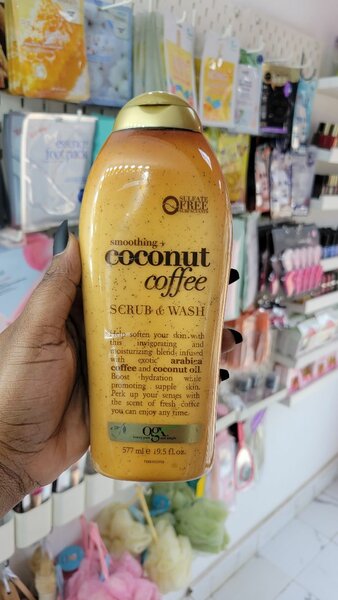 SULFATE
FREE
smoothing +
coconut
coffee
SCRUB & WASH
Help soften your skin with
this invigorating and
moisturizing blend infused
with exotic arabica
coffee and coconut oil.
Boost hydration while
promoting supple skin.
Perk up your senses with
the scent of fresh coffee
you can enjoy any time.
ogx
577 ml e 19.5 fl. oz.